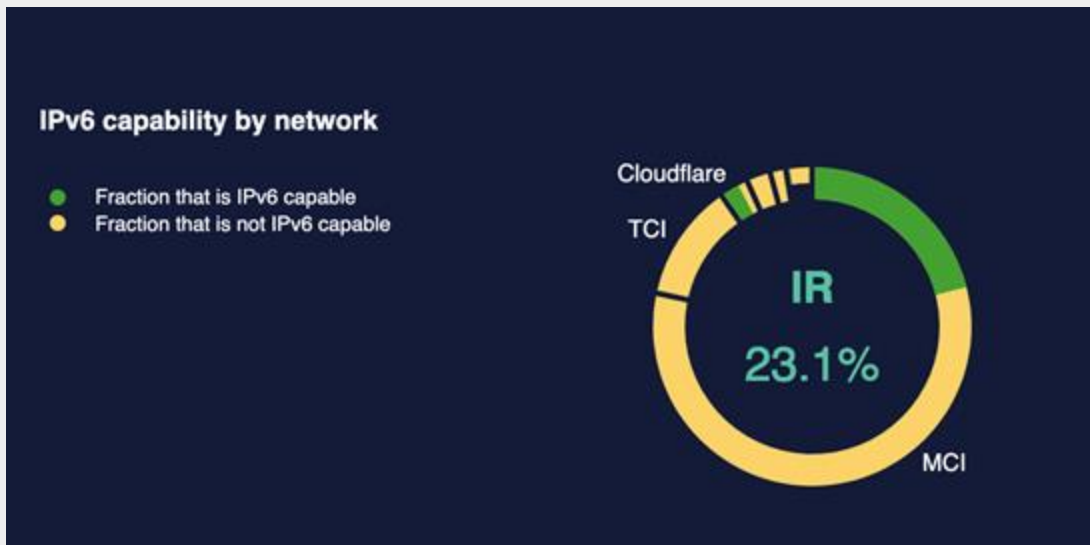 IPv6 capability by network
Fraction that is IPv6 capable
Fraction that is not IPv6 capable
Cloudflare
TCI
IR
23.1%
MCI